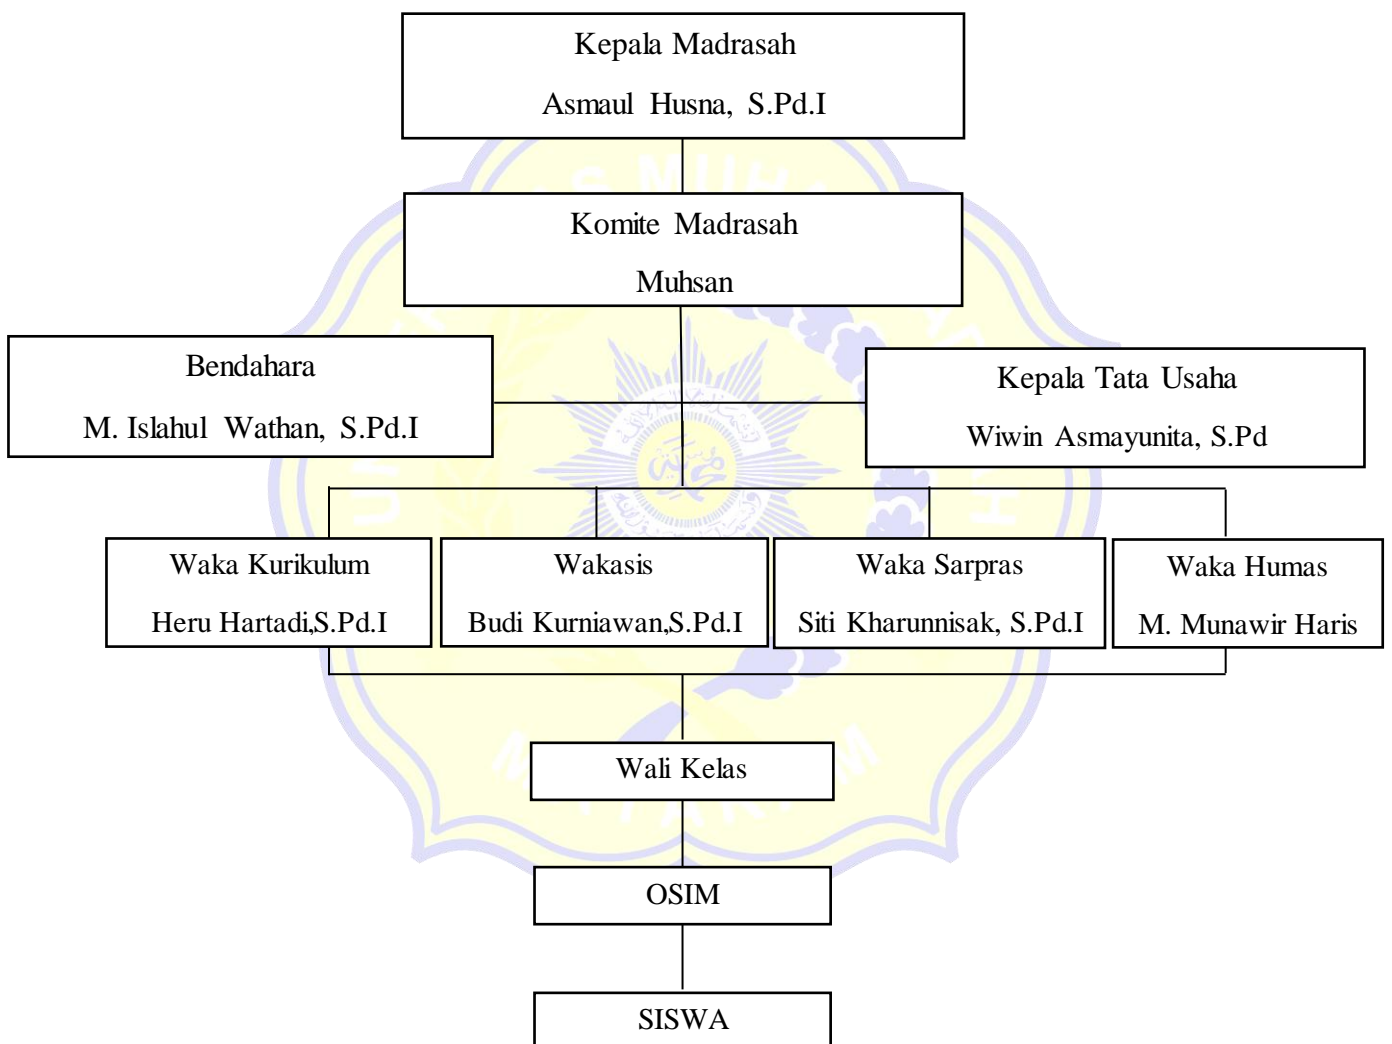 Kepala Madrasah
Asmaul Husna, S.Pd.I
Komite Madrasah
Muhsan
Bendahara
M. Islahul Wathan, S.Pd.I
Kepala Tata Usaha
Wiwin Asmayunita, S.Pd
Waka Kurikulum
Heru Hartadi,S.Pd.I
Wakasis
Budi Kurniawan,S.Pd.I
Waka Sarpras
Siti Kharunnisak, S.Pd.I
Waka Humas
M. Munawir Haris
Wali Kelas
OSIM
SISWA